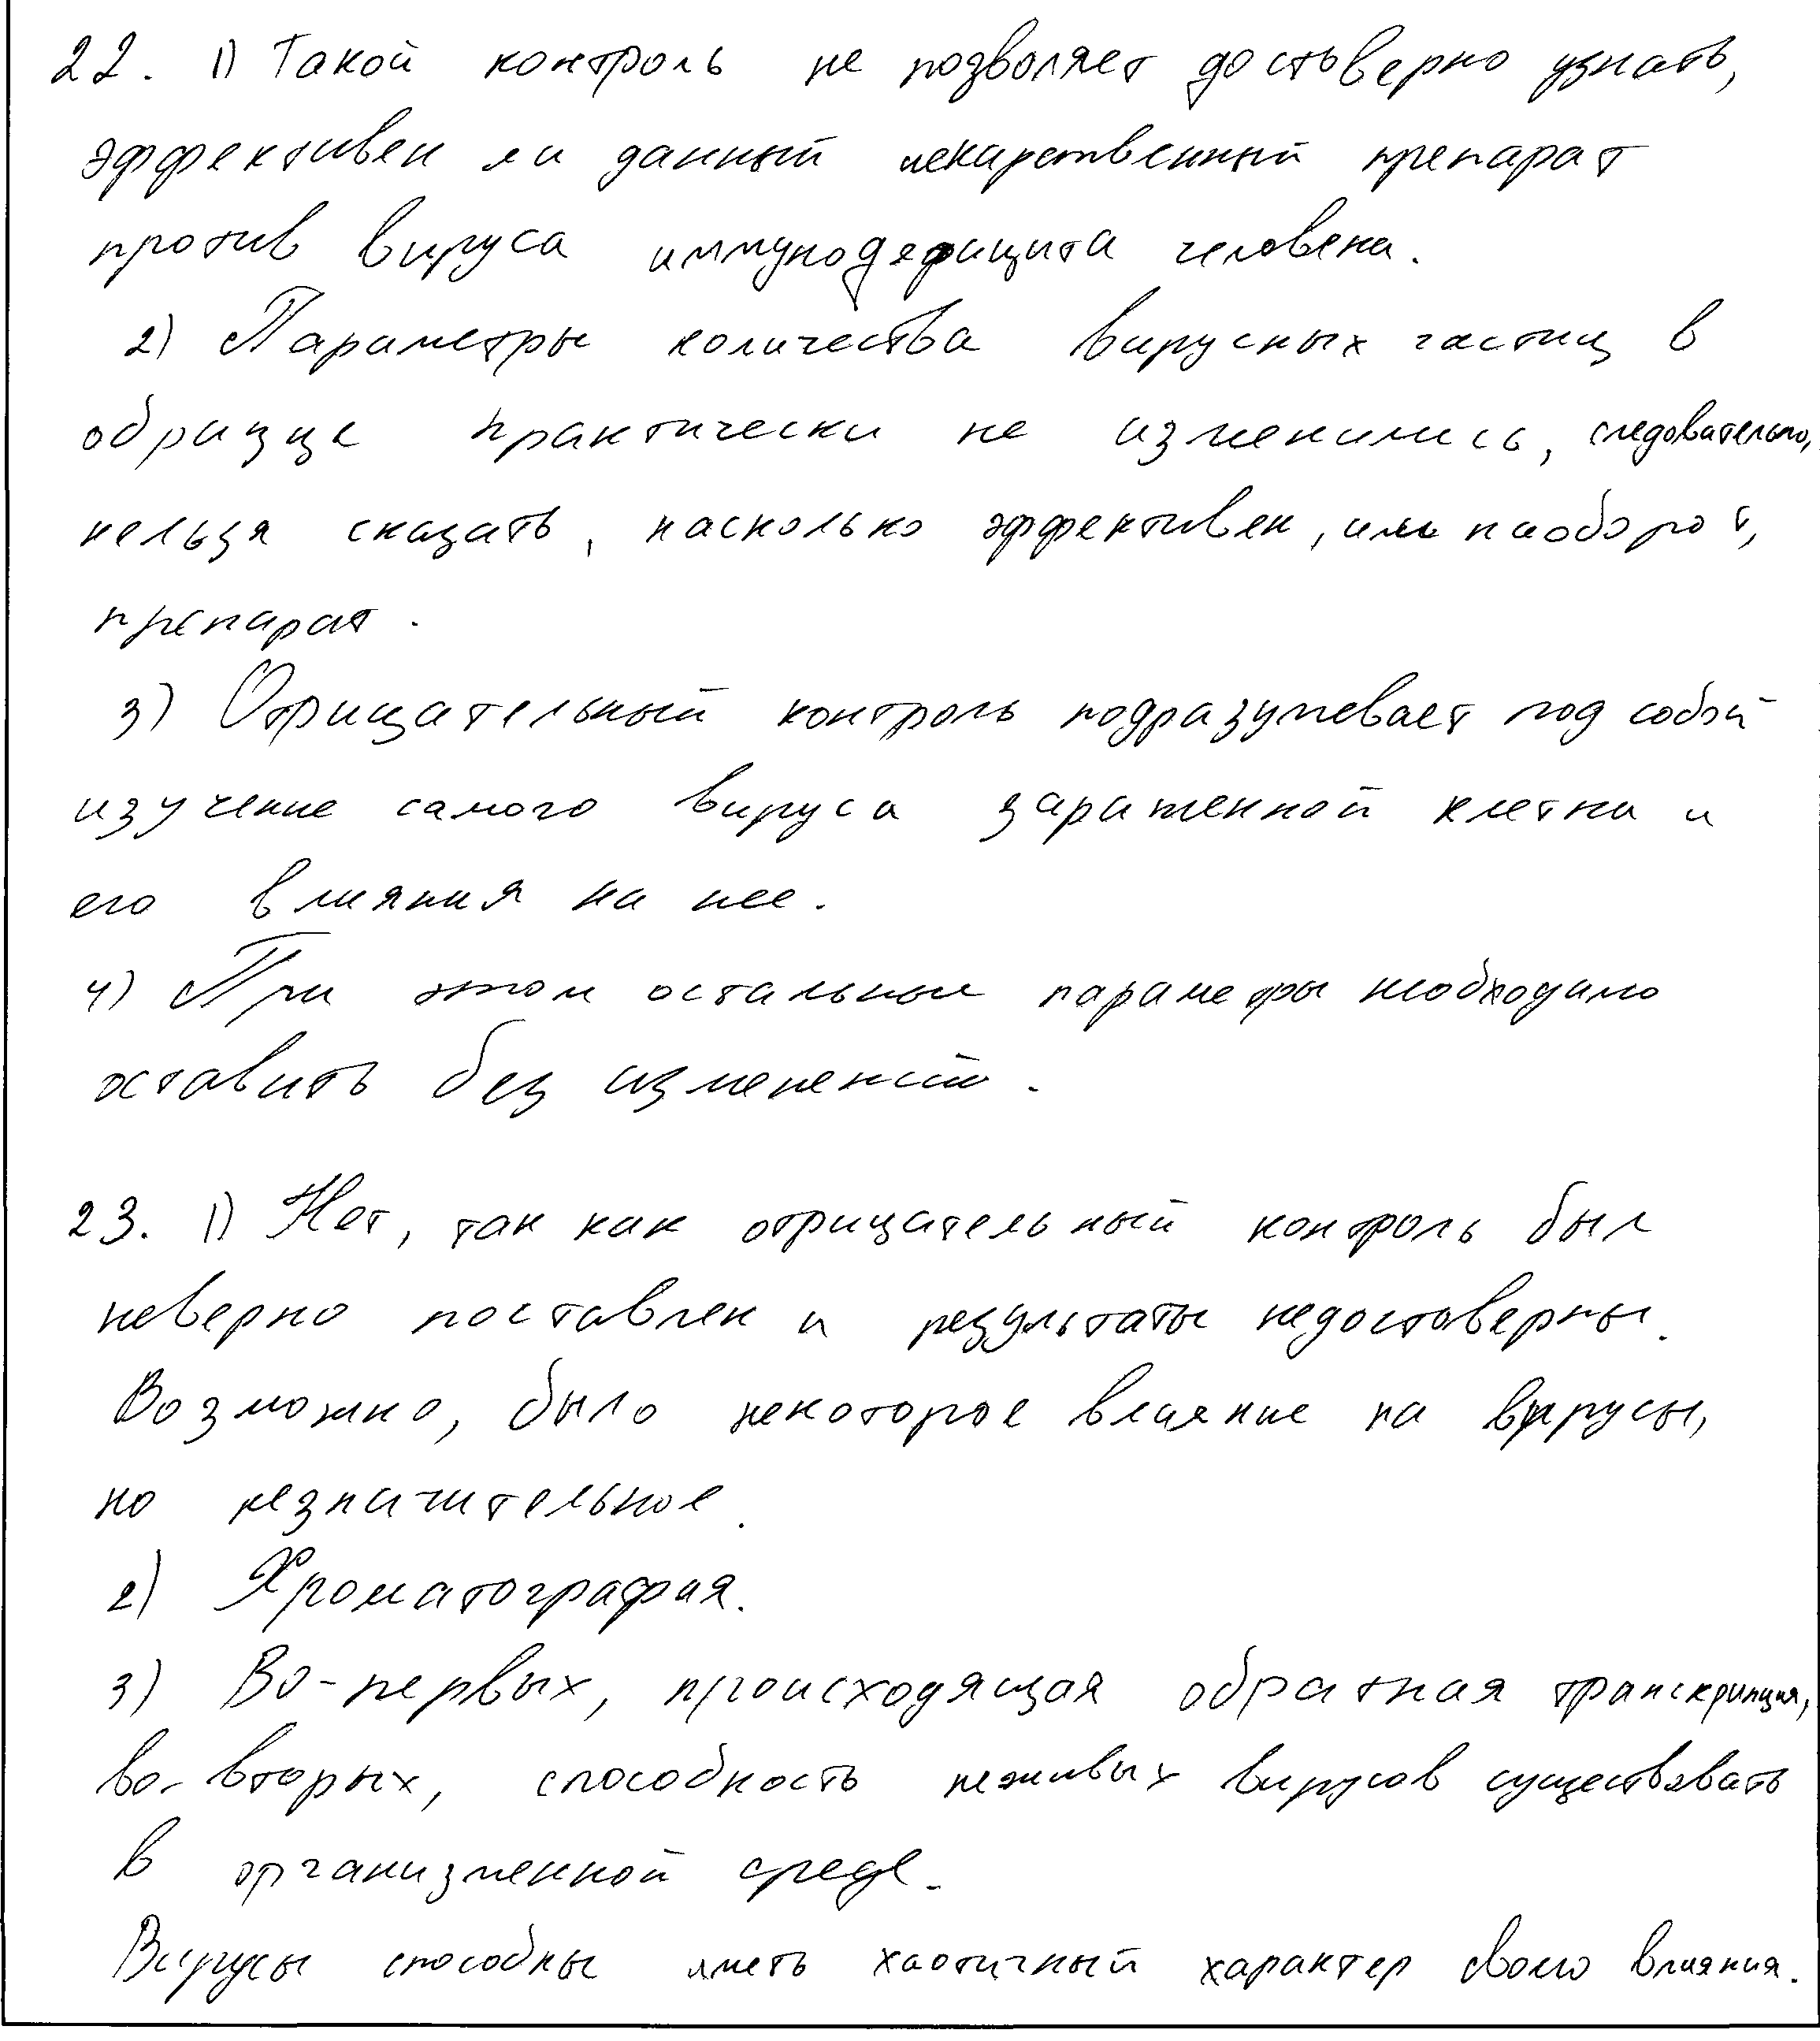 22. 1) Такой контроль не позволяет достоверно узнать,
эффективен ли данный лекарственный препарат
против вируса иммунодефицита человека.
2) Параметры количества вирусных частиц в
образце практически не изменились, следовательно,
нельзя сказать, насколько эффективен, или наоборот,
препарат.
3) Отрицательный контроль подразумевает под собой
изучение самого вируса зараженной клетки и
его влияния на нее.
4) При этом остальные параметры необходимо
оставить без изменений.
23. 1) Нет, так как отрицательный контроль был
неверно поставлен и результаты недостоверны.
Возможно, было некоторое влияние на вирусы,
но незначительное.
2) Хроматография.
3) Во-первых, происходящая обратная транскрипция,
во-вторых, способность неживых вирусов существовать
в организменной среде.
Вирусы способны иметь хаотичный характер своего влияния.